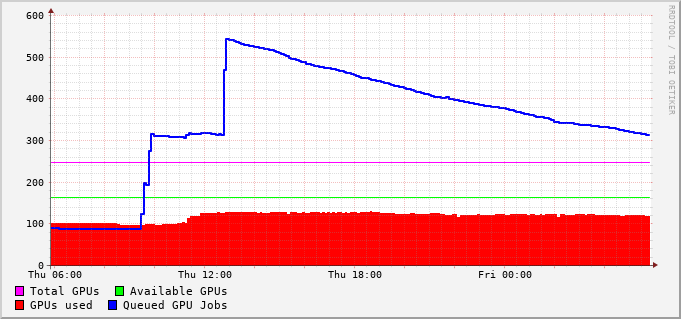 600
500
400
300
200
100
0
Thu 06:00 Thu 12:00 Thu 18:00 Fri 00:00
Total GPUs Available GPUs
GPUs used Queued GPU Jobs
RRDTOOL / TOBI OETIKER